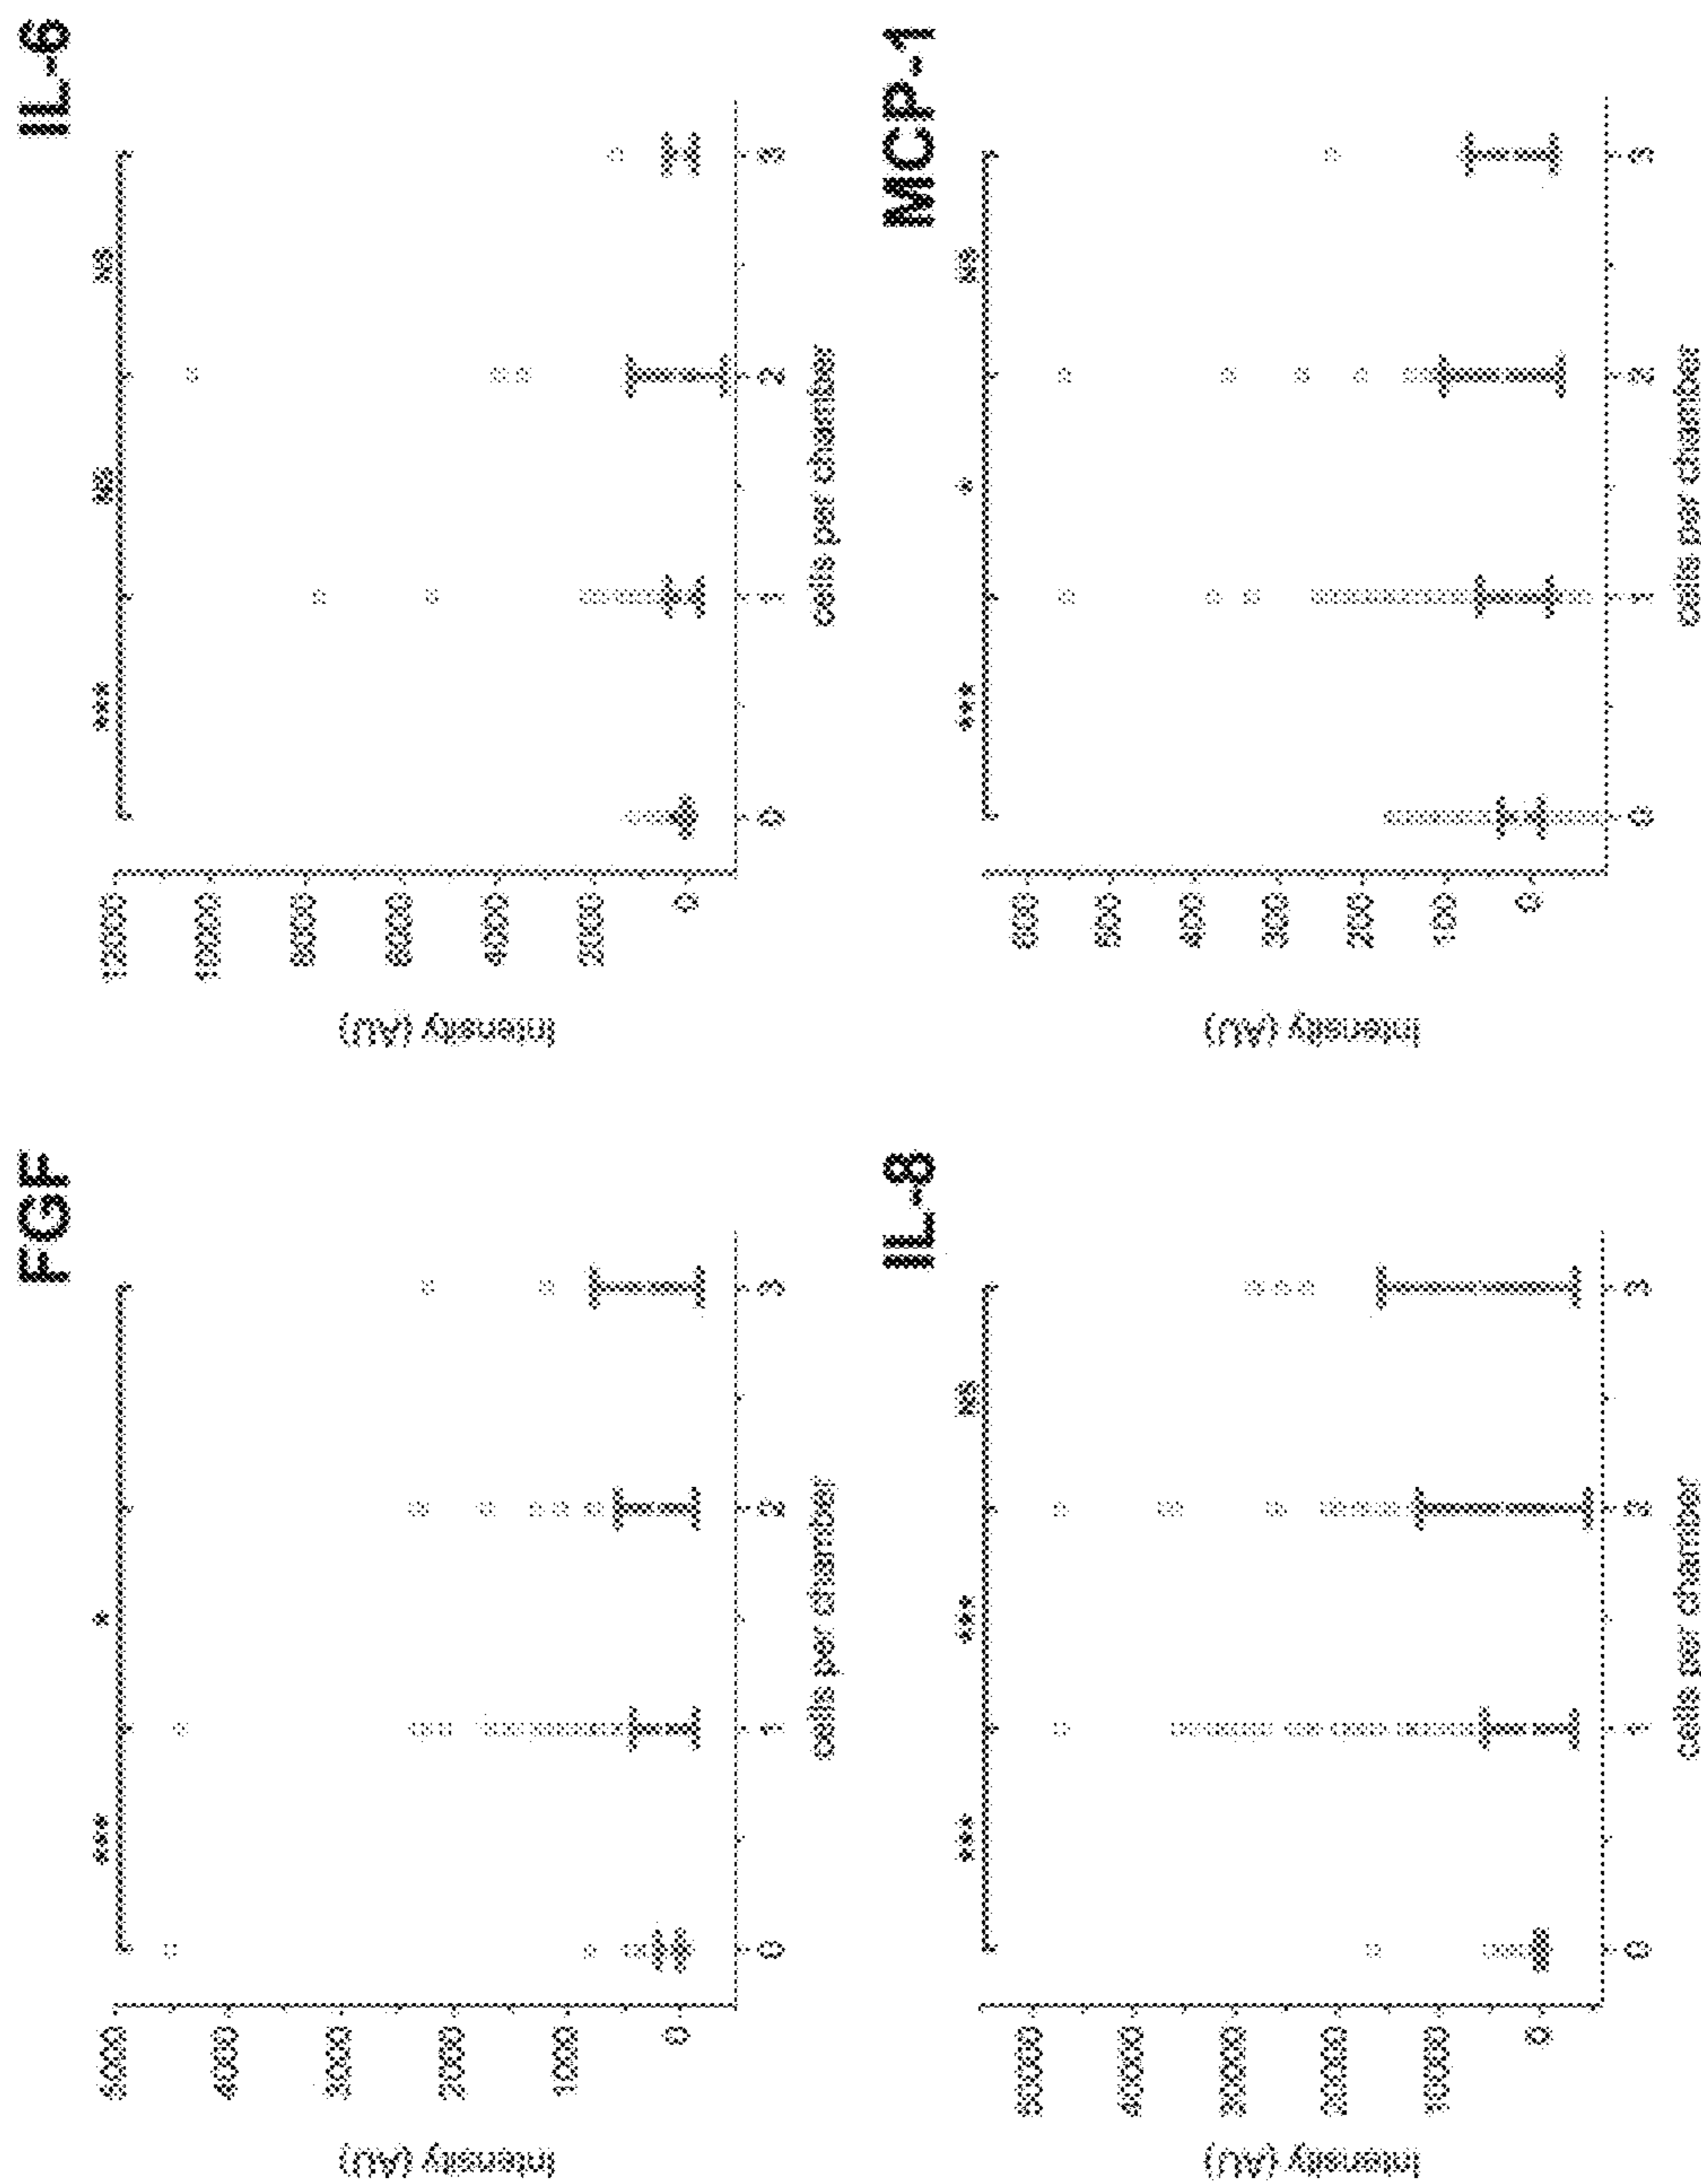 FGF
*** *
5000
4000
3000
2000
1000
0
Intensity (AU)
0 1 2 3
cells per chamber
IL-6
*** NS NS
12000
10000
8000
6000
4000
2000
0
Intensity (AU)
0 1 2 3
cells per chamber
IL-8
*** *** NS
50000
40000
30000
20000
10000
0
Intensity (AU)
0 1 2 3
cells per chamber
MCP-1
*** * NS
600
500
400
300
200
100
0
Intensity (AU)
0 1 2 3
cells per chamber